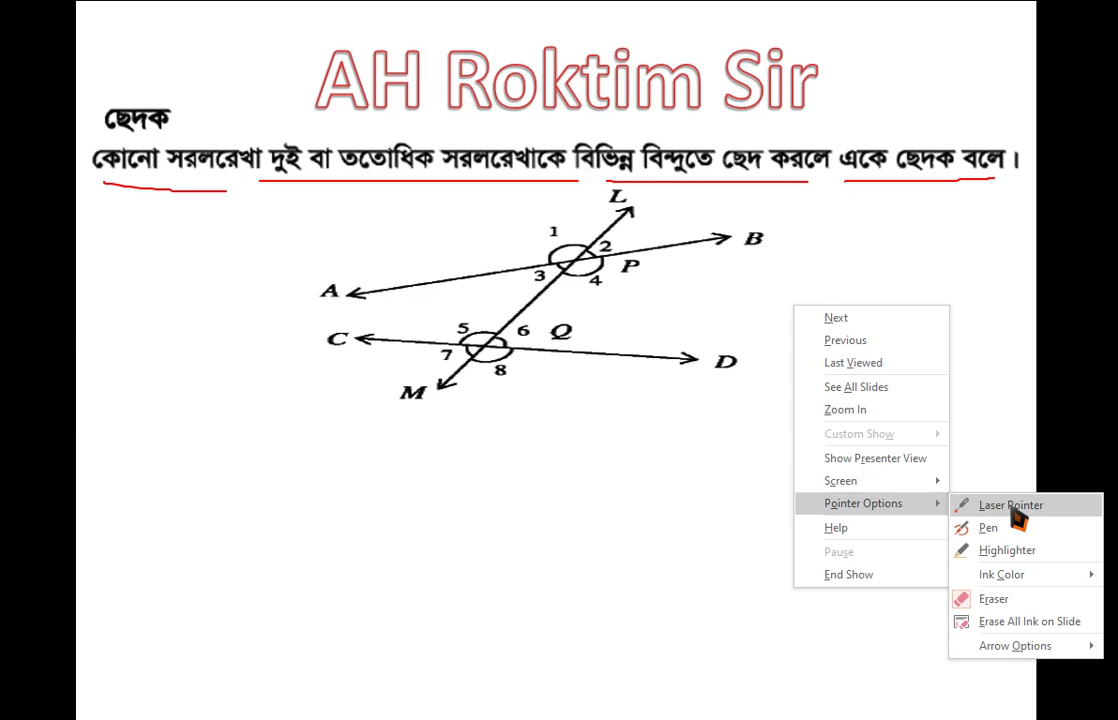 AH Roktim Sir
ছেদক
কোনো সরলরেখা দুই বা ততোধিক সরলরেখাকে বিভিন্ন বিন্দুতে ছেদ করলে একে ছেদক বলে।
L
1
2
B
P
3
4
A
5
6
Q
C
7
8
D
M
Next
Previous
Last Viewed
See All Slides
Zoom In
Custom Show
Show Presenter View
Screen
Pointer Options
Help
Pause
End Show
Laser Pointer
Pen
Highlighter
Ink Color
Eraser
Erase All Ink on Slide
Arrow Options